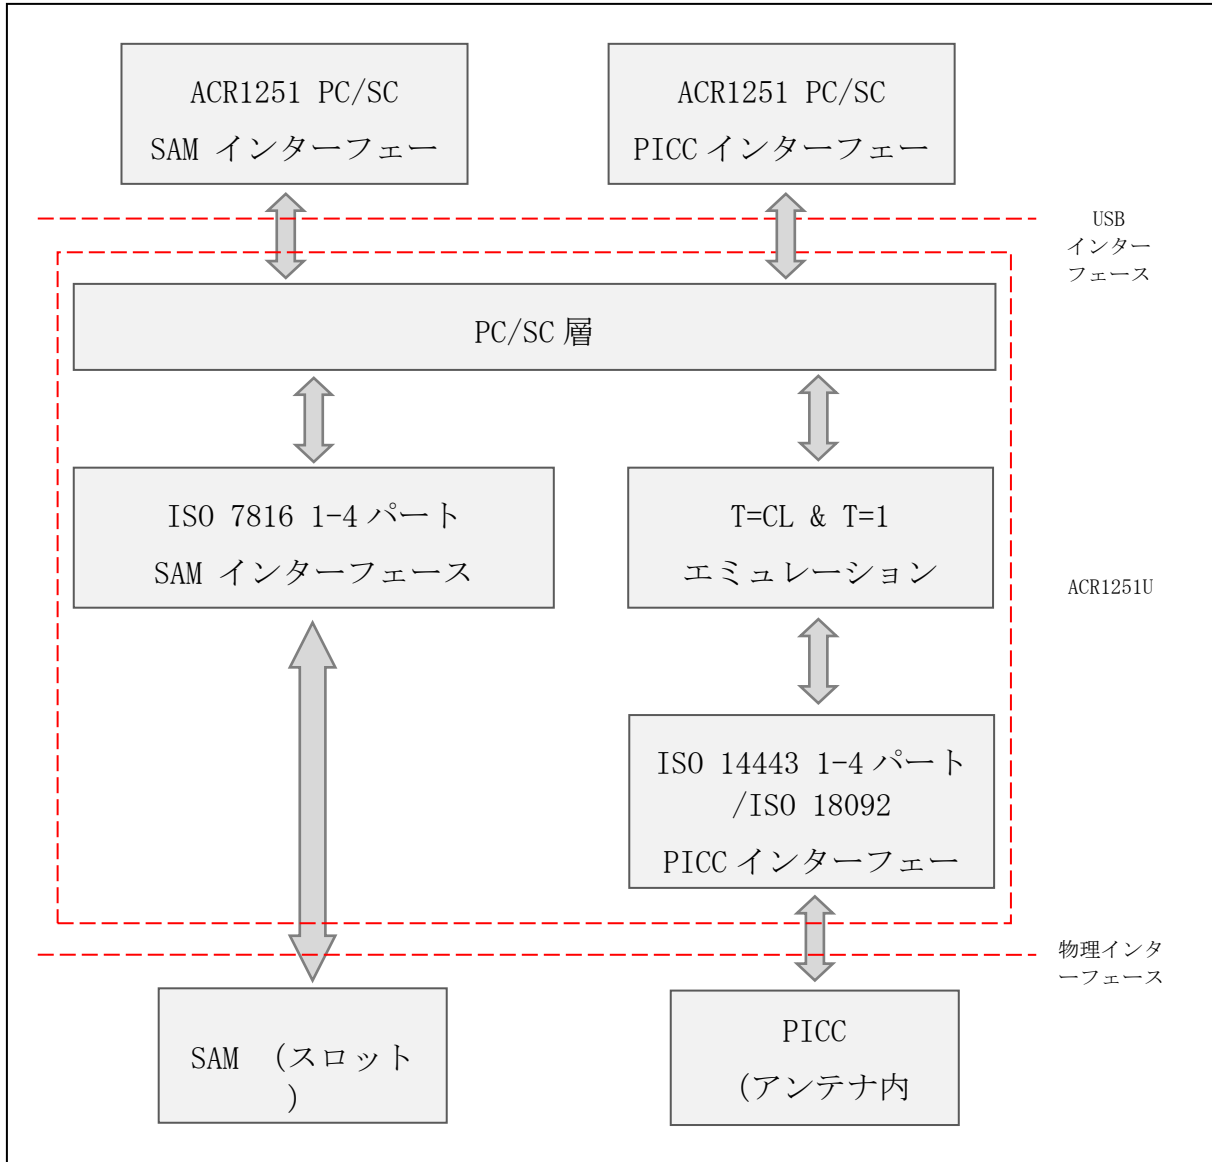 ACR1251 PC/SC
SAM インターフェー
ACR1251 PC/SC
PICC インターフェー
USB
インター
フェース
PC/SC 層
ISO 7816 1-4 パート
SAM インターフェース
T=CL & T=1
エミュレーション
ACR1251U
ISO 14443 1-4 パート
/ISO 18092
PICC インターフェー
物理インタ
ーフェース
SAM （スロット
）
PICC
(アンテナ内